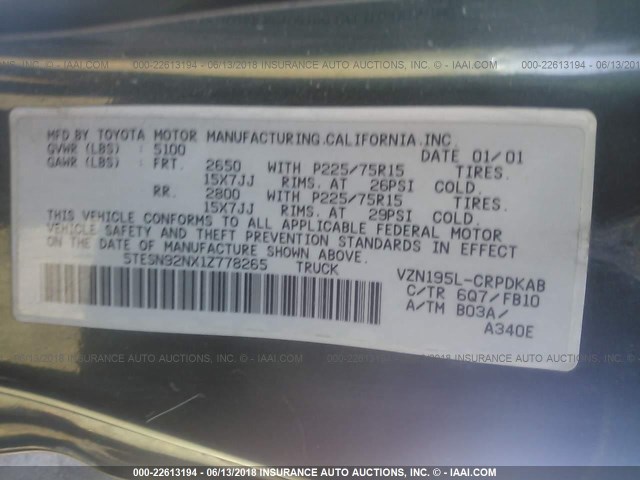 000-22613194 - 06/13/2018 INSURANCE AUTO AUCTIONS, INC. © - IAAI.COM
MFD BY TOYOTA MOTOR MANUFACTURING.CALIFORNIA.INC.
GVWR (LBS) : 5100 DATE 01/01
GAWR (LBS) : FRT. 2650 WITH P225/75R15 TIRES.
15X7JJ RIMS. AT 26PSI COLD.
RR. 2800 WITH P225/75R15 TIRES.
15X7JJ RIMS. AT 29PSI COLD.
THIS VEHICLE CONFORMS TO ALL APPLICABLE FEDERAL MOTOR
VEHICLE SAFETY AND THEFT PREVENTION STANDARDS IN EFFECT
ON THE DATE OF MANUFACTURE SHOWN ABOVE.
5TESN92NX1Z778265 TRUCK
VZN195L-CRPDKAB
C/TR 6Q7/FB10
A/TM B03A/
A340E
000-22613194 - 06/13/2018 INSURANCE AUTO AUCTIONS, INC. © - IAAI.COM